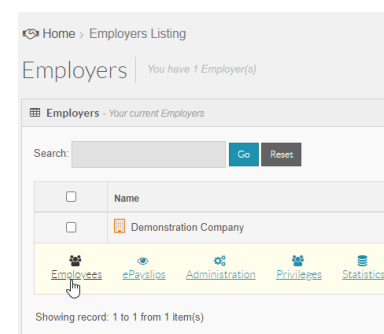 Home > Employers Listing
Employers You have 1 Employer(s)
Employers - Your current Employers
Search: Go Reset
Name
Demonstration Company
Employees ePayslips Administration Privileges Statistics
Showing record: 1 to 1 from 1 item(s)